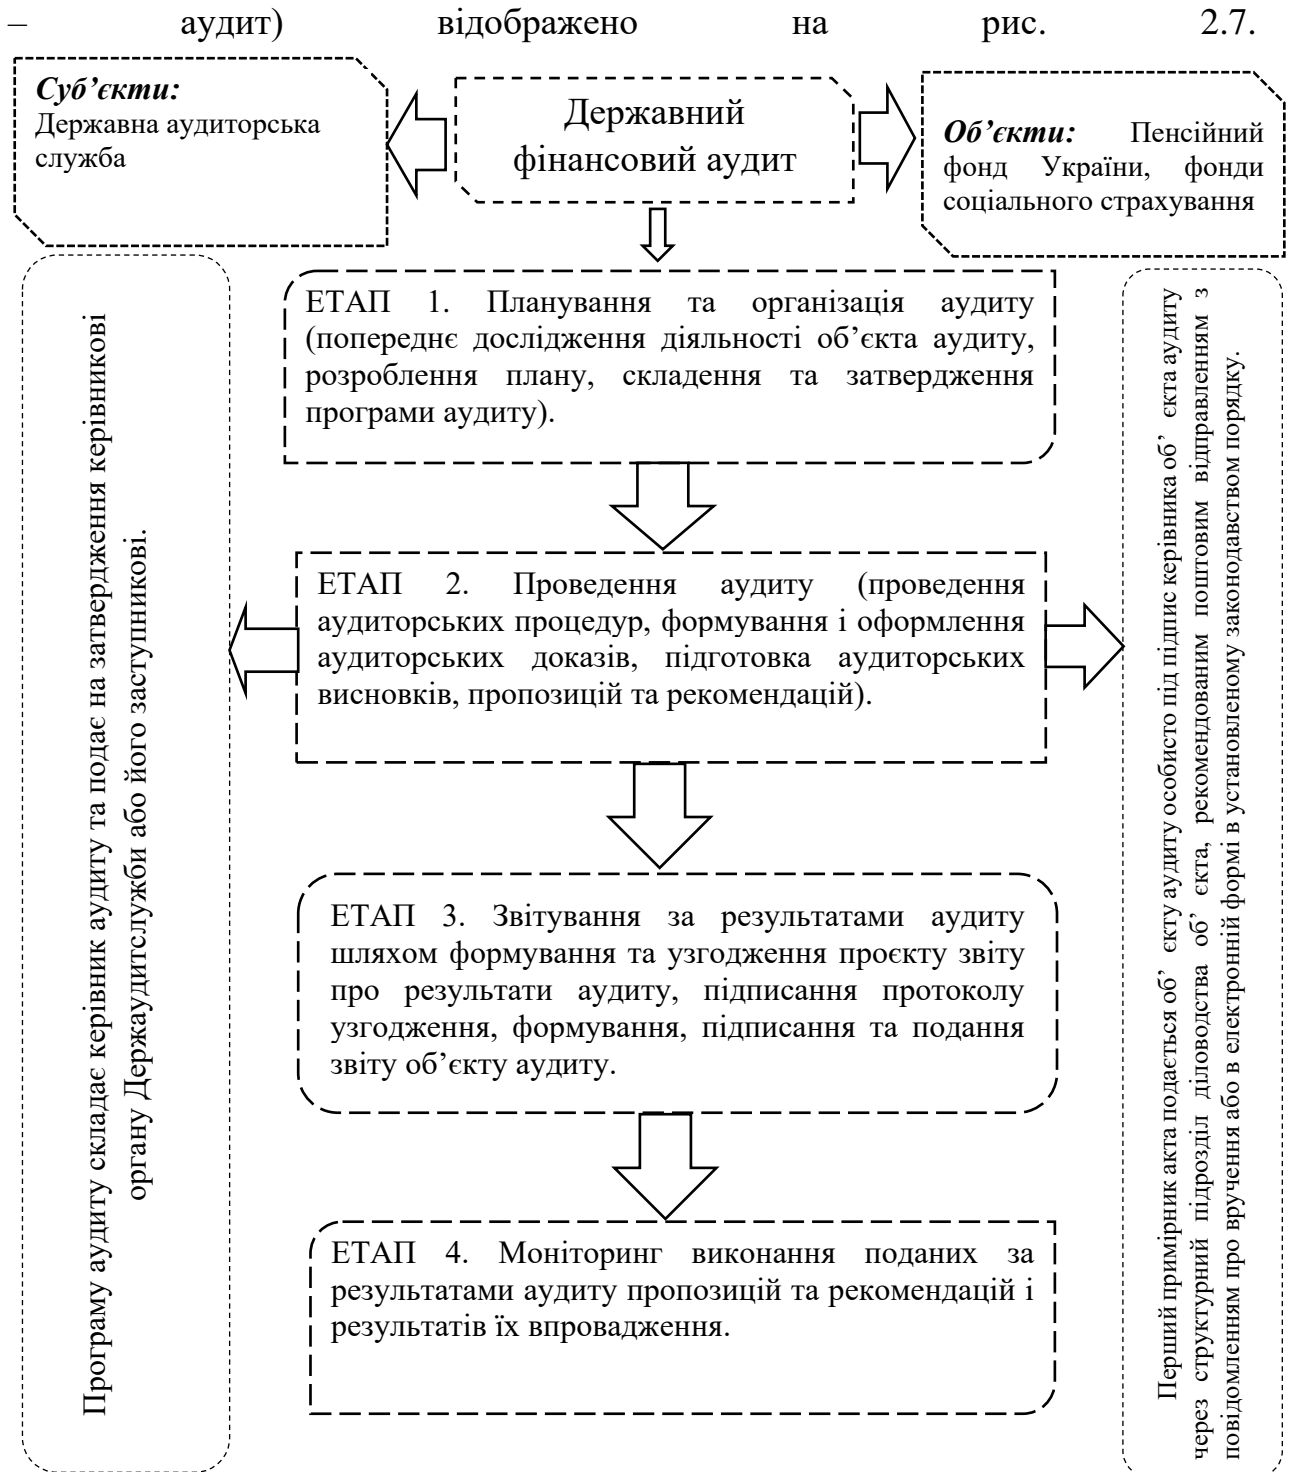 – аудит) відображено на рис. 2.7.
Суб’єкти:
Державна аудиторська
служба
Державний
фінансовий аудит
Об’єкти: Пенсійний
фонд України, фонди
соціального страхування
ЕТАП 1. Планування та організація аудиту
(попереднє дослідження діяльності об’єкта аудиту,
розроблення плану, складення та затвердження
програми аудиту).
ЕТАП 2. Проведення аудиту (проведення
аудиторських процедур, формування і оформлення
аудиторських доказів, підготовка аудиторських
висновків, пропозицій та рекомендацій).
ЕТАП 3. Звітування за результатами аудиту
шляхом формування та узгодження проєкту звіту
про результати аудиту, підписання протоколу
узгодження, формування, підписання та подання
звіту об’єкту аудиту.
ЕТАП 4. Моніторинг виконання поданих за
результатами аудиту пропозицій та рекомендацій і
результатів їх впровадження.
Програму аудиту складає керівник аудиту та подає на затвердження керівникові
органу Держаудитслужби або його заступникові.
Перший примірник акта подається об’ єкту аудиту особисто під підпис керівника об’ єкта аудиту
через структурний підрозділ діловодства об’ єкта, рекомендованим поштовим відправленням з
повідомленням про вручення або в електронній формі в установленому законодавством порядку.